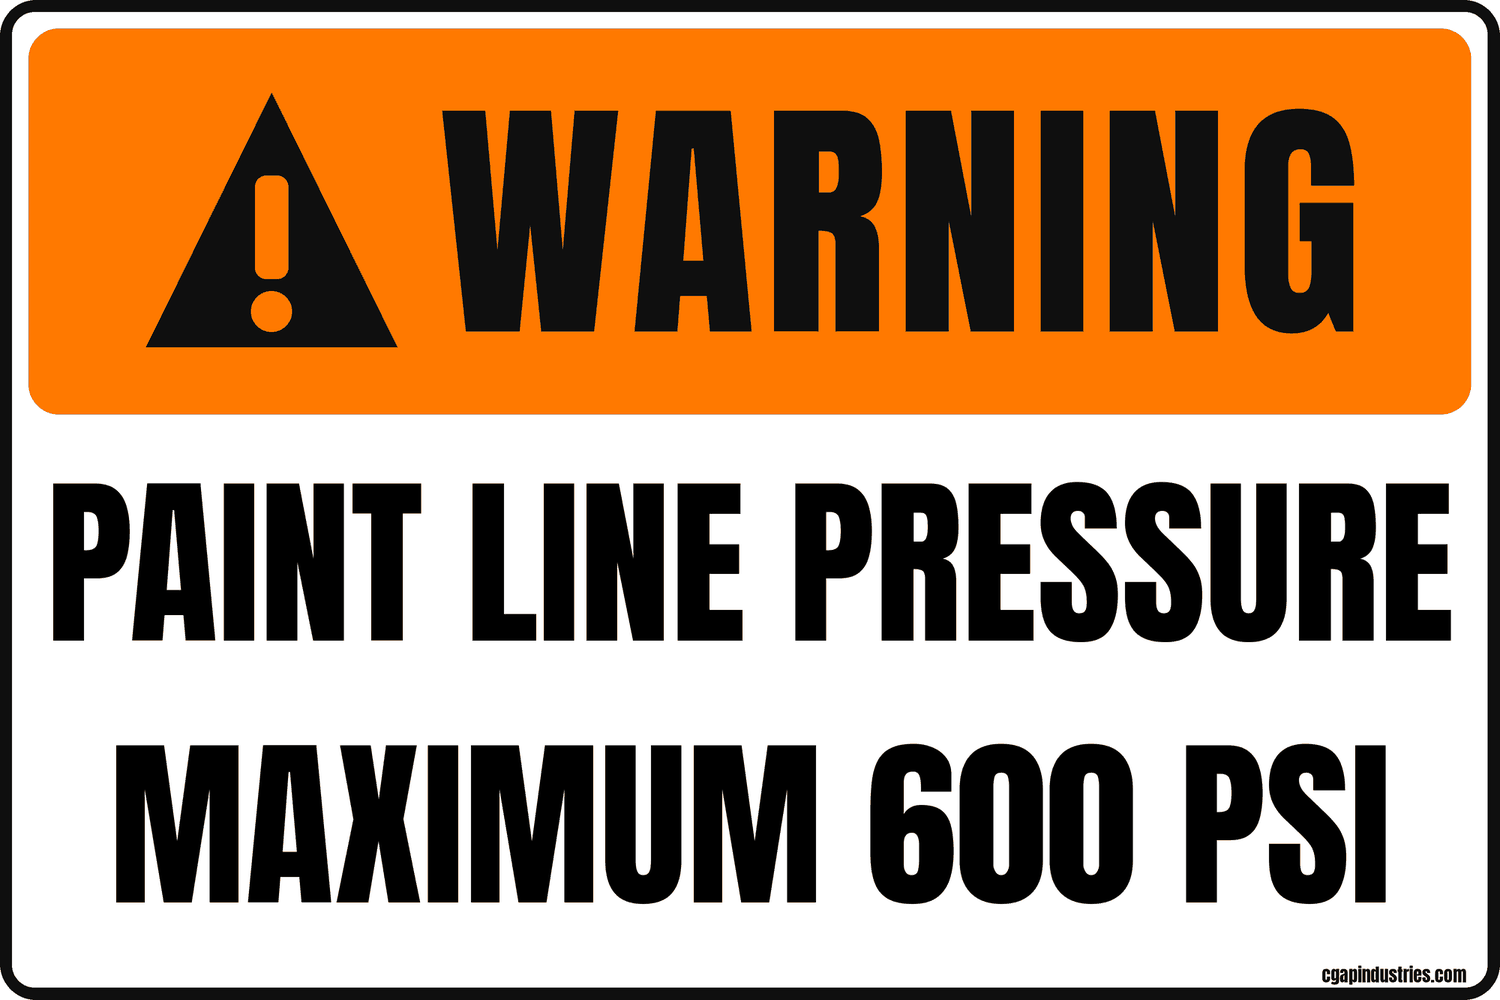 WARNING
PAINT LINE PRESSURE
MAXIMUM 600 PSI
cgapindustries.com